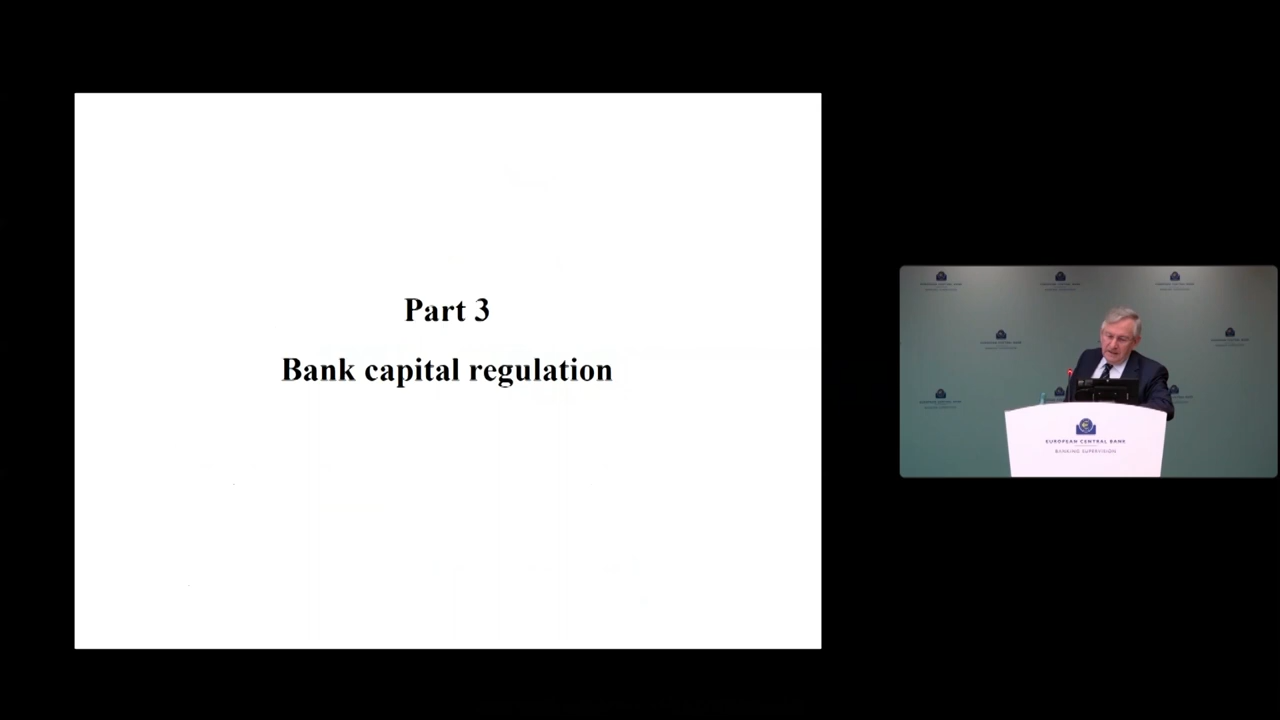 Part 3
Bank capital regulation
EUROPEAN CENTRAL BANK
BANKING SUPERVISION